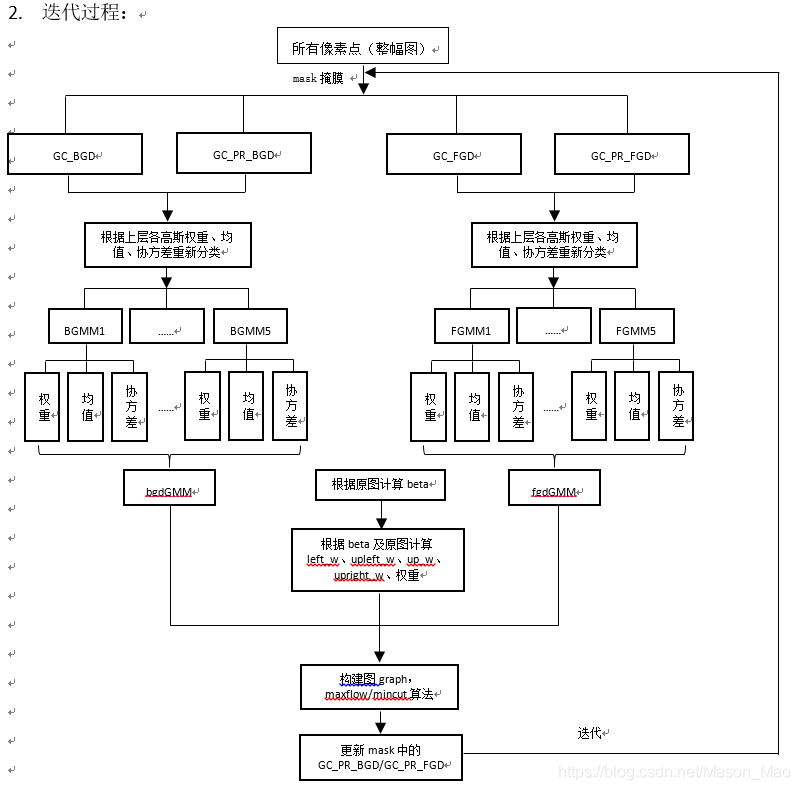 2. 迭代过程：
所有像素点（整幅图）
mask 掩膜
GC_BGD
GC_PR_BGD
GC_FGD
GC_PR_FGD
根据上层各高斯权重、均
值、协方差重新分类
根据上层各高斯权重、均
值、协方差重新分类
BGMM1
......
BGMM5
FGMM1
......
FGMM5
权重
均值
协方差
......
权重
均值
协方差
权重
均值
协方差
......
权重
均值
协方差
bgdGMM
根据原图计算 beta
fgdGMM
根据 beta 及原图计算
left_w、upleft_w、up_w、
upright_w、权重
构建图 graph，
maxflow/mincut 算法
更新 mask 中的
GC_PR_BGD/GC_PR_FGD
迭代
https://blog.csdn.net/Mason_Mao